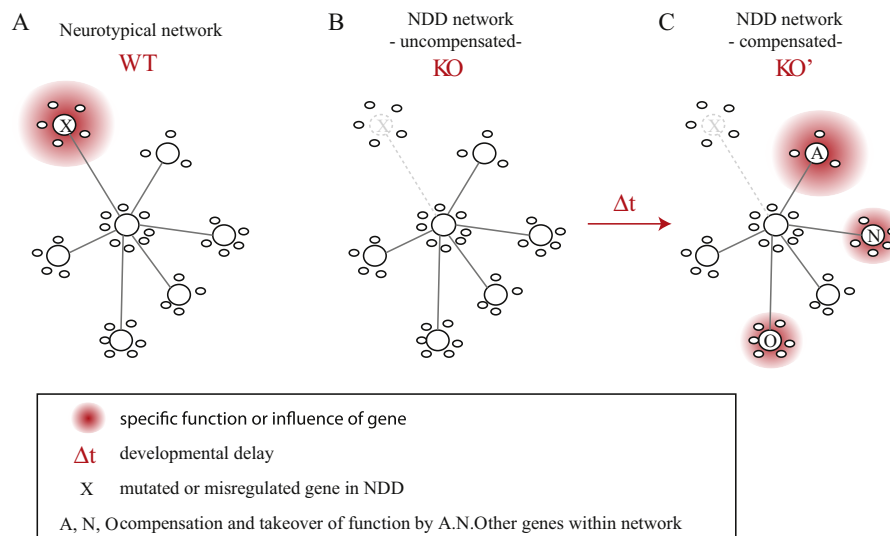 A
Neurotypical network
WT
X
B
NDD network
- uncompensated-
KO
X
Δt
C
NDD network
- compensated-
KO'
X
A
N
O
specific function or influence of gene
Δt developmental delay
X mutated or misregulated gene in NDD
A, N, O compensation and takeover of function by A.N.Other genes within network